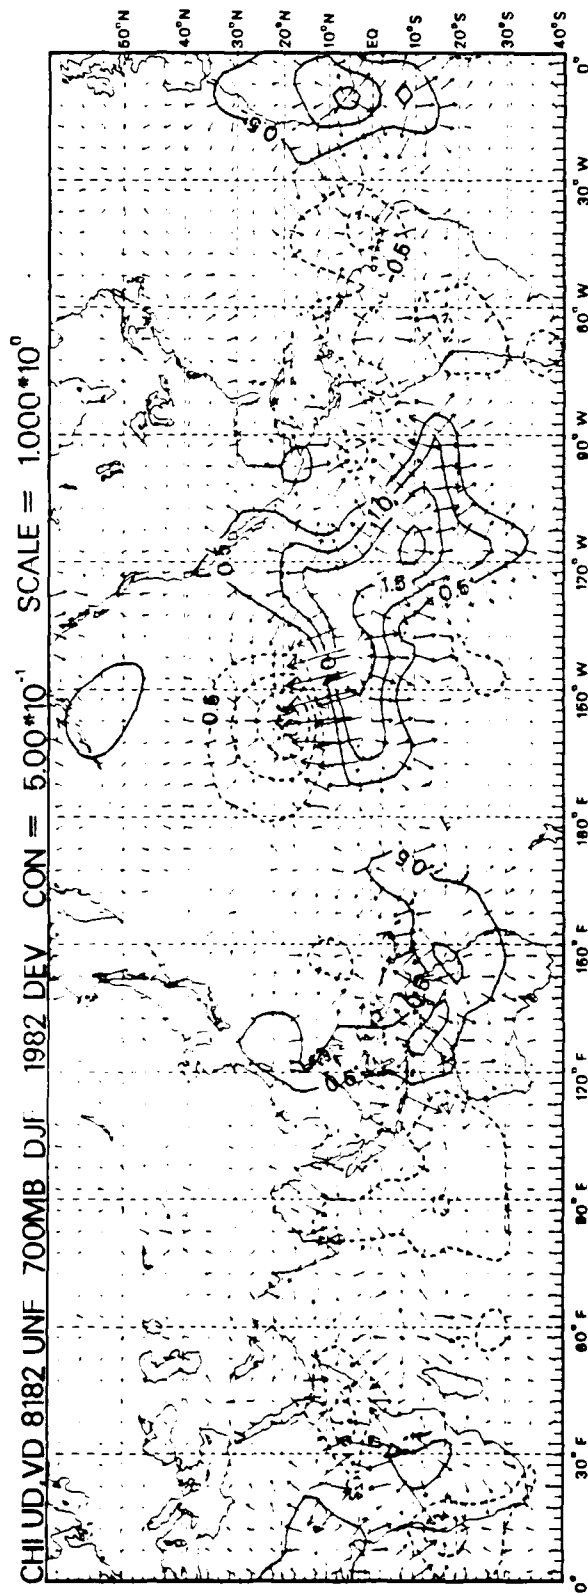 CHI UD,VD 8182 UNF 700MB DJF 1982 DEV CON = 5.00*10⁻¹ SCALE = 1.000*10⁰
50°N
40°N
30°N
20°N
10°N
EQ
10°S
20°S
30°S
40°S
0°
30° E
60° E
90° E
120° E
150° E
180° E
150° W
120° W
90° W
60° W
30° W
0°
0.5
-0.5
0.5
1.0
1.5
0.5
-0.5
0.5
0.5